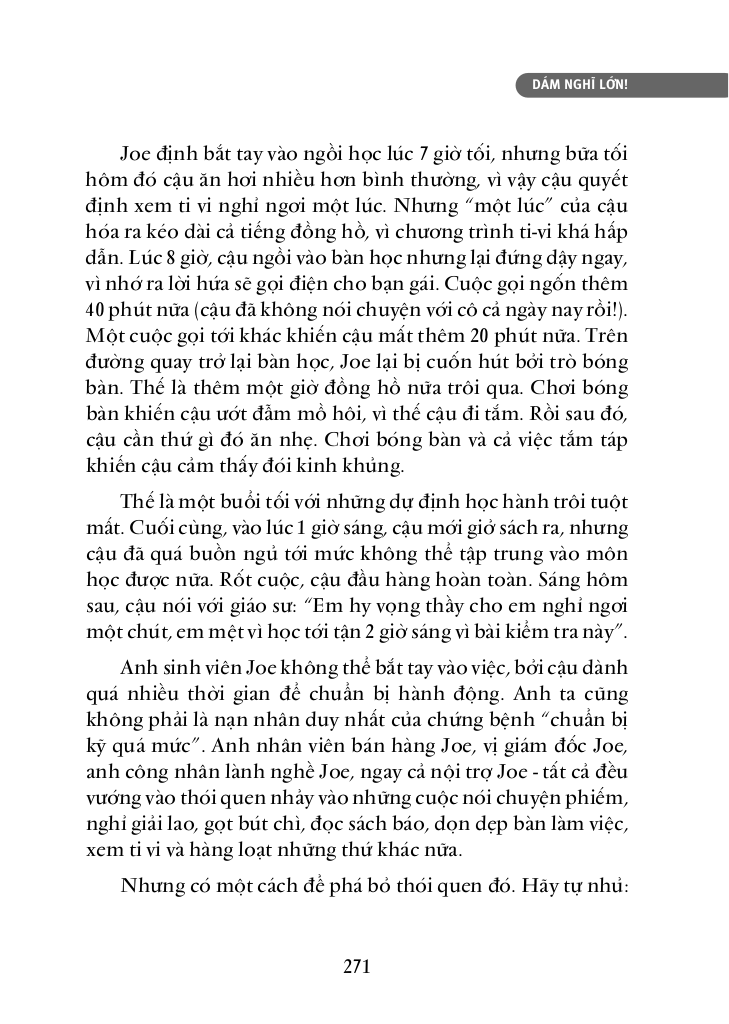 DÁM NGHĨ LỚN!
Joe định bắt tay vào ngồi học lúc 7 giờ tối, nhưng bữa tối
hôm đó cậu ăn hơi nhiều hơn bình thường, vì vậy cậu quyết
định xem ti vi nghỉ ngơi một lúc. Nhưng “một lúc” của cậu
hóa ra kéo dài cả tiếng đồng hồ, vì chương trình ti-vi khá hấp
dẫn. Lúc 8 giờ, cậu ngồi vào bàn học nhưng lại đứng dậy ngay,
vì nhớ ra lời hứa sẽ gọi điện cho bạn gái. Cuộc gọi ngốn thêm
40 phút nữa (cậu đã không nói chuyện với cô cả ngày nay rồi!).
Một cuộc gọi tới khác khiến cậu mất thêm 20 phút nữa. Trên
đường quay trở lại bàn học, Joe lại bị cuốn hút bởi trò bóng
bàn. Thế là thêm một giờ đồng hồ nữa trôi qua. Chơi bóng
bàn khiến cậu ướt đẫm mồ hôi, vì thế cậu đi tắm. Rồi sau đó,
cậu cần thứ gì đó ăn nhẹ. Chơi bóng bàn và cả việc tắm táp
khiến cậu cảm thấy đói kinh khủng.
Thế là một buổi tối với những dự định học hành trôi tuột
mất. Cuối cùng, vào lúc 1 giờ sáng, cậu mới giở sách ra, nhưng
cậu đã quá buồn ngủ tới mức không thể tập trung vào môn
học được nữa. Rốt cuộc, cậu đầu hàng hoàn toàn. Sáng hôm
sau, cậu nói với giáo sư: “Em hy vọng thầy cho em nghỉ ngơi
một chút, em mệt vì học tới tận 2 giờ sáng vì bài kiểm tra này”.
Anh sinh viên Joe không thể bắt tay vào việc, bởi cậu dành
quá nhiều thời gian để chuẩn bị hành động. Anh ta cũng
không phải là nạn nhân duy nhất của chứng bệnh “chuẩn bị
kỹ quá mức”. Anh nhân viên bán hàng Joe, vị giám đốc Joe,
anh công nhân lành nghề Joe, ngay cả nội trợ Joe - tất cả đều
vướng vào thói quen nhảy vào những cuộc nói chuyện phiếm,
nghỉ giải lao, gọt bút chì, đọc sách báo, dọn dẹp bàn làm việc,
xem ti vi và hàng loạt những thứ khác nữa.
Nhưng có một cách để phá bỏ thói quen đó. Hãy tự nhủ:
271